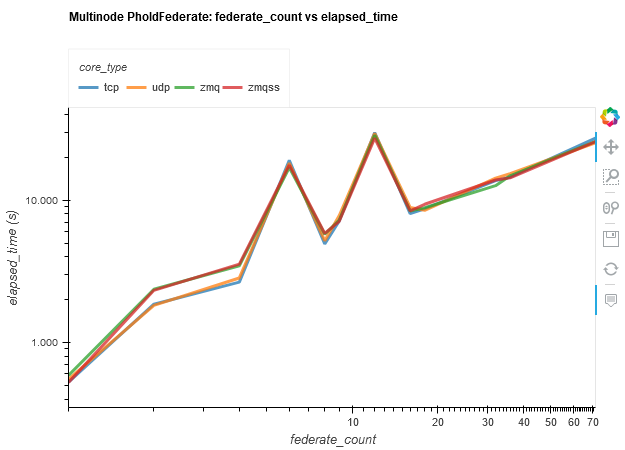 Multinode PholdFederate: federate_count vs elapsed_time
core_type
tcp udp zmq zmqss
elapsed_time (s)
10.000
1.000
10 20 30 40 50 60 70
federate_count